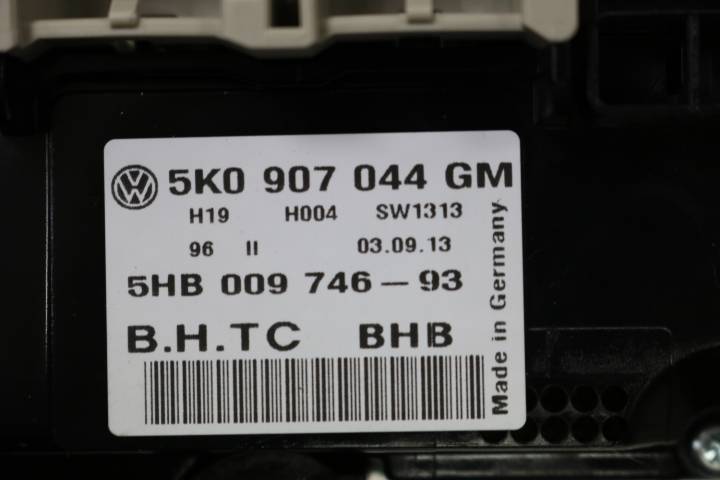 5K0 907 044 GM
H19 H004 SW1313
96 II 03.09.13
5HB 009 746-93
B.H.TC BHB
Made in Germany